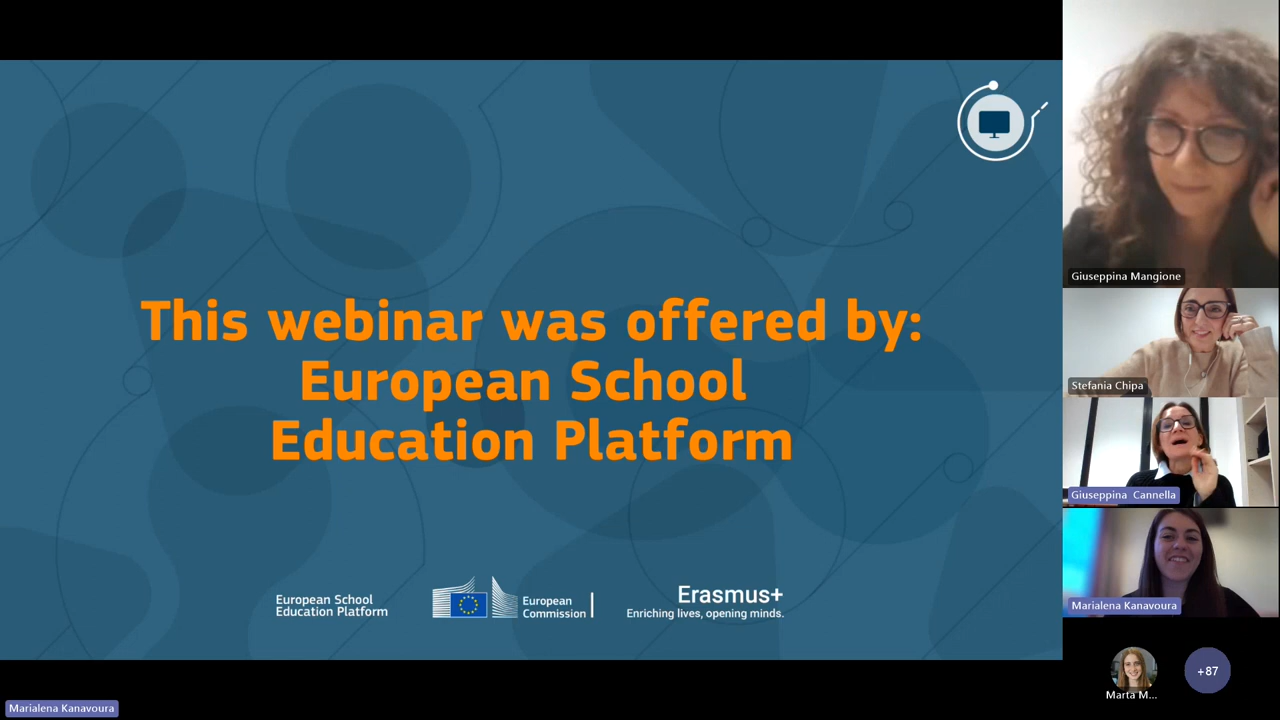 This webinar was offered by:
European School
Education Platform
European School
Education Platform
European
Commission
Erasmus+
Enriching lives, opening minds.
Giuseppina Mangione
Stefania Chipa
Giuseppina Cannella
Marialena Kanavoura
Marta M...
+87
Marialena Kanavoura